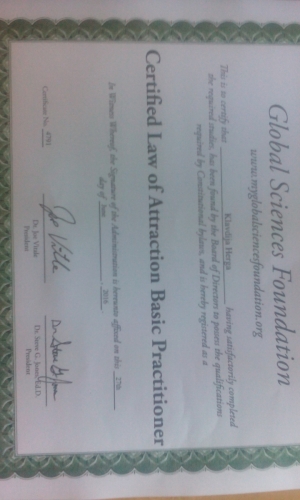 Global Sciences Foundation
www.myglobalsciencesfoundation.org
This is to certify that Klavdija Herga having satisfactorily completed
the required studies, has been found by the Board of Directors to possess the qualifications
required by Constitutional bylaws, and is hereby registered as a
Certified Law of Attraction Basic Practitioner
In Witness Whereof, the Signature of the Administration is hereunto affixed on this 27th
day of June , 2016
Certificate No. 4791
Dr. Joe Vitale
President
Dr. Steve G. Jones, Ed.D.
President